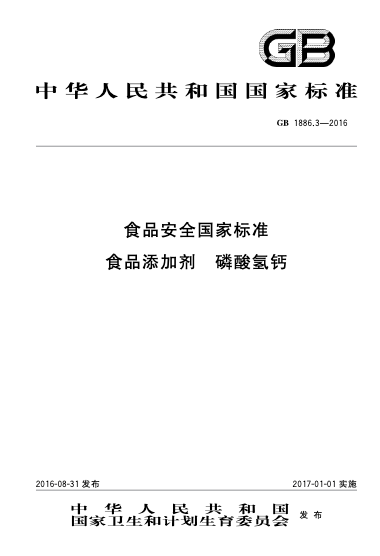 GB
中华人民共和国国家标准
GB 1886.3—2016
食品安全国家标准
食品添加剂 磷酸氢钙
2016-08-31 发布 2017-01-01 实施
中华人民共和国
国家卫生和计划生育委员会 发布